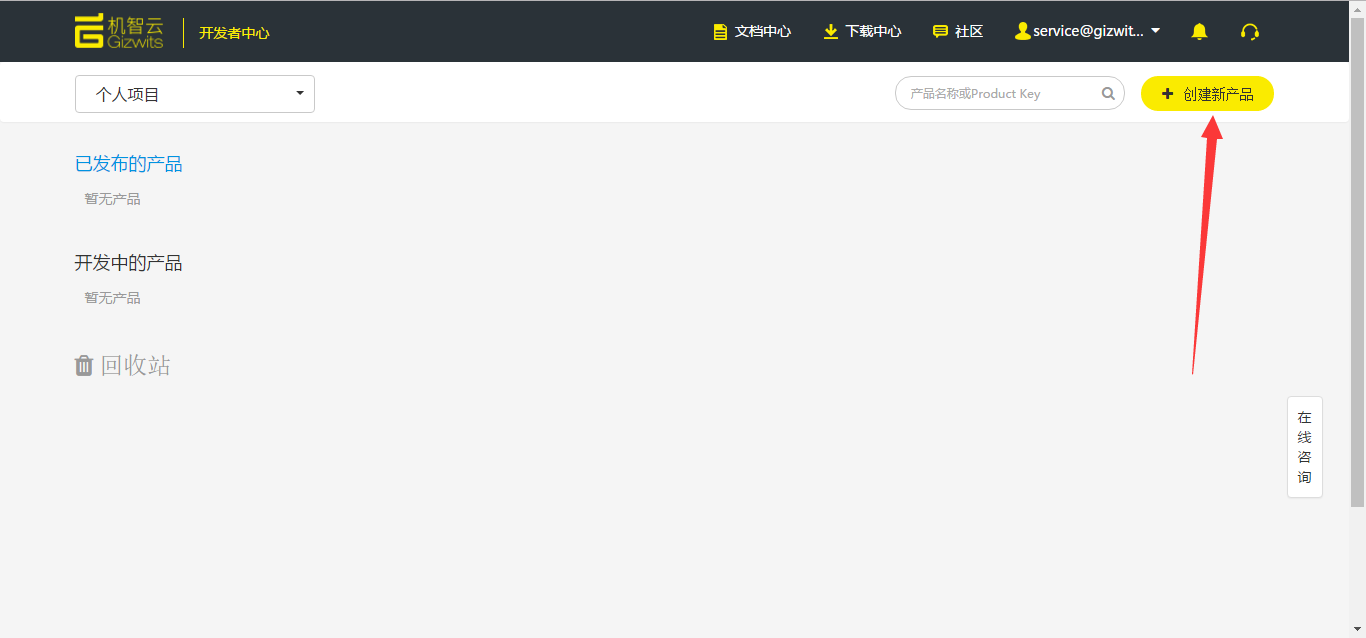 机智云
Gizwits
开发者中心
文档中心
下载中心
社区
service@gizwit...
个人项目
产品名称或Product Key
创建新产品
已发布的产品
暂无产品
开发中的产品
暂无产品
回收站
在
线
咨
询